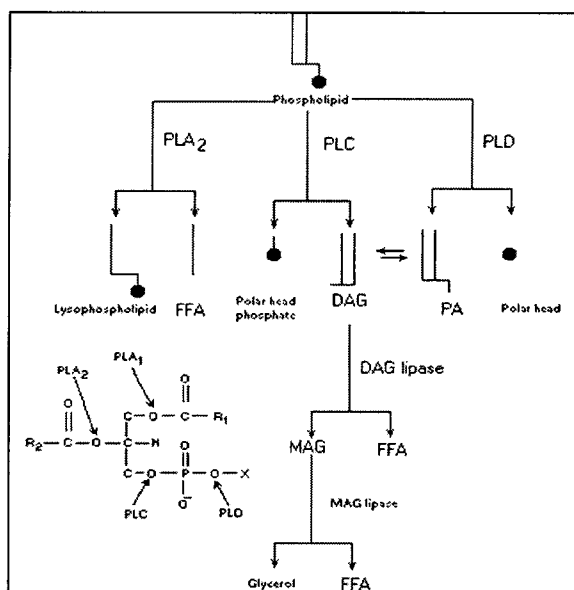 Phospholipid
PLA2
PLC
PLD
Lysophospholipid
FFA
Polar head
phosphate
DAG
PA
Polar head
DAG lipase
MAG
FFA
MAG lipase
Glycerol
FFA
PLA2
PLA1
O
O
O C R1
R2 C O C H
O
O P O X
O-
PLC
PLD